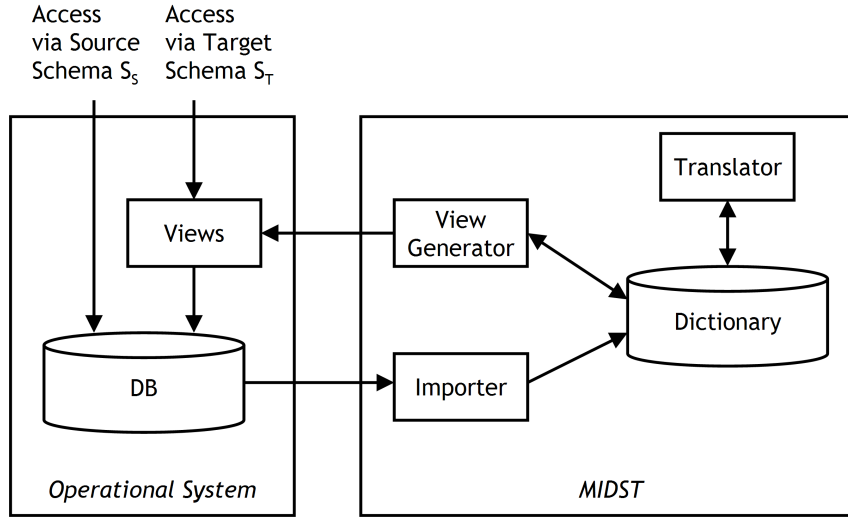 Access
via Source
Schema S_S
Access
via Target
Schema S_T
Translator
Views
View
Generator
Dictionary
DB
Importer
Operational System
MIDST